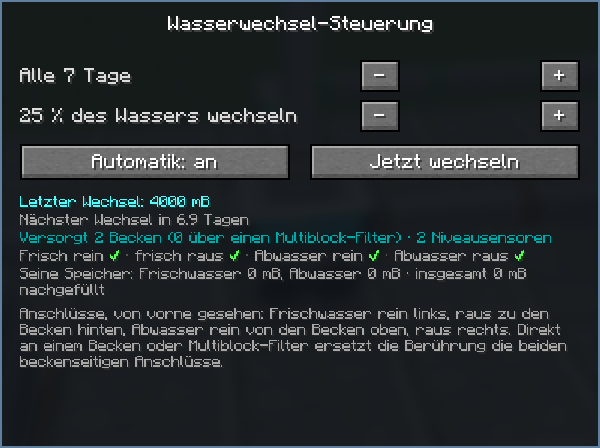 Wasserwechsel-Steuerung
Alle 7 Tage
-
+
25 % des Wassers wechseln
-
+
Automatik: an
Jetzt wechseln
Letzter Wechsel: 4000 mB
Nächster Wechsel in 6.9 Tagen
Versorgt 2 Becken (0 über einen Multiblock-Filter) · 2 Niveausensoren
Frisch rein ✔ · frisch raus ✔ · Abwasser rein ✔ · Abwasser raus ✔
Seine Speicher: Frischwasser 0 mB, Abwasser 0 mB · insgesamt 0 mB
nachgefüllt
Anschlüsse, von vorne gesehen: Frischwasser rein links, raus zu den
Becken hinten, Abwasser rein von den Becken oben, raus rechts. Direkt
an einem Becken oder Multiblock-Filter ersetzt die Berührung die beiden
beckenseitigen Anschlüsse.